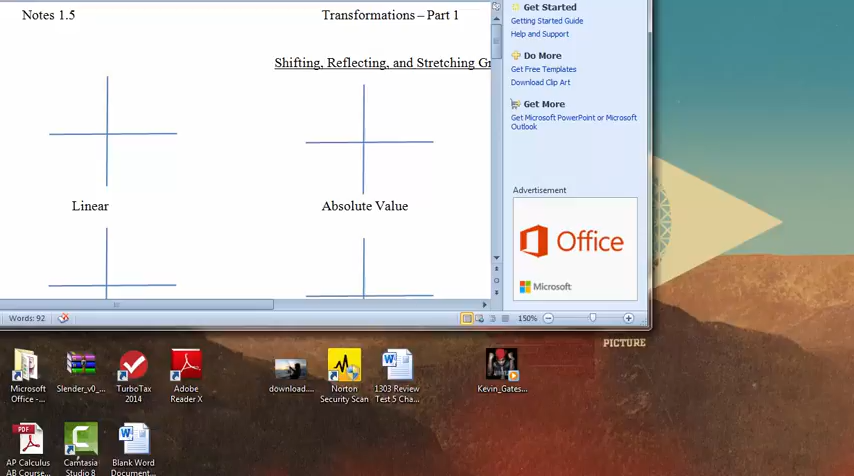 Notes 1.5
Transformations – Part 1
Shifting, Reflecting, and Stretching Gr
Linear
Absolute Value
Get Started
Getting Started Guide
Help and Support
Do More
Get Free Templates
Download Clip Art
Get More
Get Microsoft PowerPoint or Microsoft
Outlook
Advertisement
Office
Microsoft
Words: 92
150%
PICTURE
Microsoft
Office -...
Slender_v0_...
TurboTax
2014
Adobe
Reader X
download....
Norton
Security Scan
1303 Review
Test 5 Cha...
Kevin_Gates...
AP Calculus
AB Course...
Camtasia
Studio 8
Blank Word
Document...